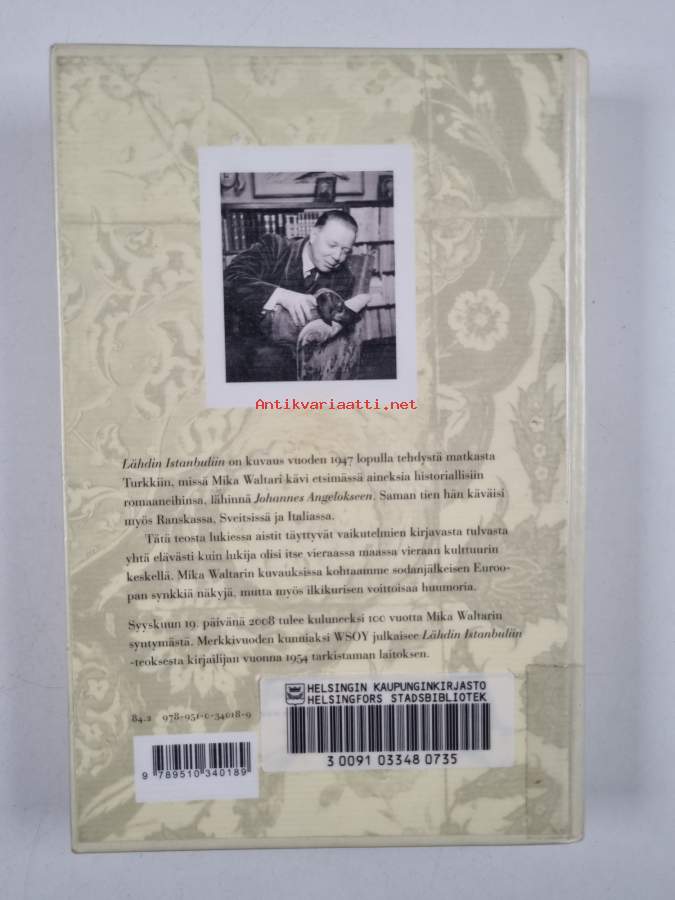 Antikvariaatti.net
Lähdin Istanbuliin on kuvaus vuoden 1947 lopulla tehdystä matkasta
Turkkiin, missä Mika Waltari kävi etsimässä aineksia historiallisiin
romaaneihinsa, lähinnä Johannes Angelokseen. Saman tien hän käväisi
myös Ranskassa, Sveitsissä ja Italiassa.
Tätä teosta lukiessa aistit täyttyvät vaikutelmien kirjavasta tulvasta
yhtä elävästi kuin lukija olisi itse vieraassa maassa vieraan kulttuurin
keskellä. Mika Waltarin kuvauksissa kohtaamme sodanjälkeisen Euroo-
pan synkkiä näkyjä, mutta myös ilkikurisen voittoisaa huumoria.
Syyskuun 19. päivänä 2008 tulee kuluneeksi 100 vuotta Mika Waltarin
syntymästä. Merkkivuoden kunniaksi WSOY julkaisee Lähdin Istanbuliin
-teoksesta kirjailijan vuonna 1954 tarkistaman laitoksen.
84.2 978-951-0-34018-9
9 789510 340189
HELSINGIN KAUPUNGINKIRJASTO
HELSINGFORS STADSBIBLIOTEK
3 0091 03348 0735